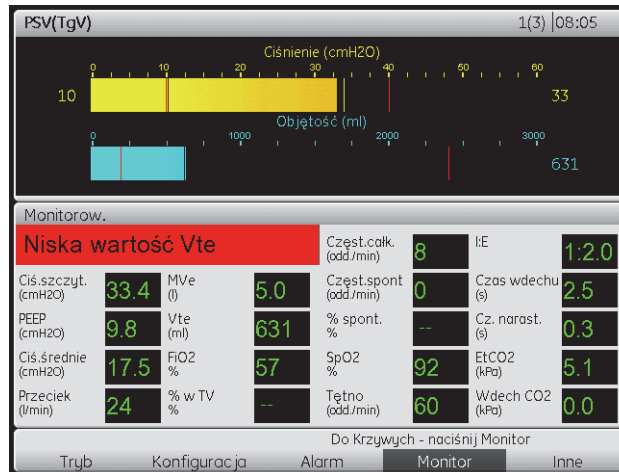 PSV(TgV) 1(3) 08:05
Ciśnienie (cmH2O)
0 10 20 30 40 50 60
10 33
Objętość (ml)
0 1000 2000 3000
631
Monitorow.
Niska wartość Vte
Częst.całk. (odd./min) 8 I:E 1:2.0
Ciś.szczyt. (cmH2O) 33.4 MVe (l) 5.0 Częst.spont (odd./min) 0 Czas wdechu (s) 2.5
PEEP (cmH2O) 9.8 Vte (ml) 631 % spont. % -- Cz. narast. (s) 0.3
Ciś.średnie (cmH2O) 17.5 FiO2 % 57 SpO2 % 92 EtCO2 (kPa) 5.1
Przeciek (l/min) 24 % w TV % -- Tętno (odd./min) 60 Wdech CO2 (kPa) 0.0
Do Krzywych - naciśnij Monitor
Tryb Konfiguracja Alarm Monitor Inne